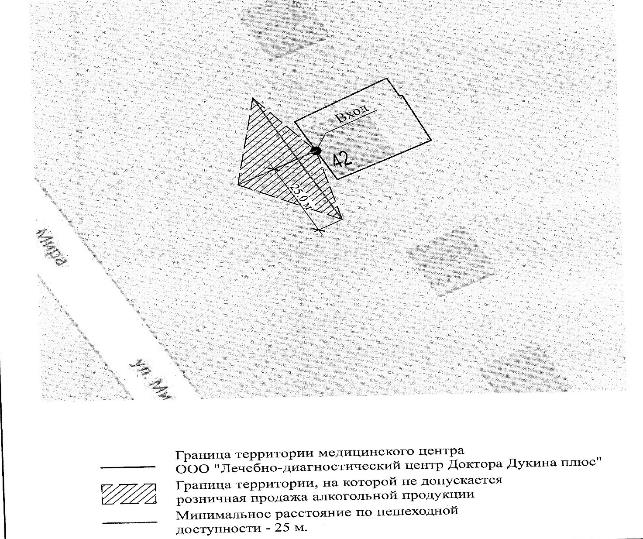 Вход
42
25.0 м
Мира
ул. Ми
Граница территории медицинского центра
ООО "Лечебно-диагностический центр Доктора Дукина плюс"
Граница территории, на которой не допускается
розничная продажа алкогольной продукции
Минимальное расстояние по пешеходной
доступности - 25 м.